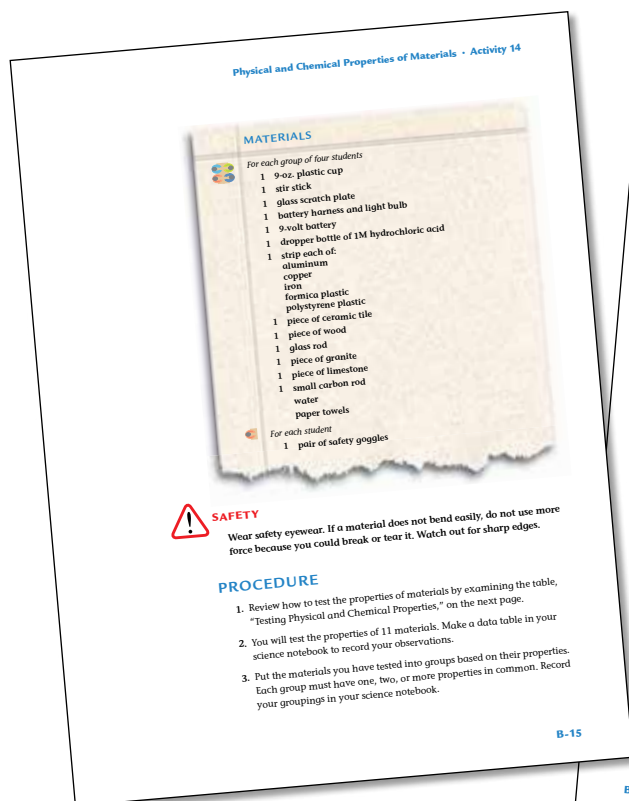 Physical and Chemical Properties of Materials • Activity 14
MATERIALS
For each group of four students
1 9-oz. plastic cup
1 stir stick
1 glass scratch plate
1 battery harness and light bulb
1 9-volt battery
1 dropper bottle of 1M hydrochloric acid
1 strip each of:
aluminum
copper
iron
formica plastic
polystyrene plastic
1 piece of ceramic tile
1 piece of wood
1 glass rod
1 piece of granite
1 piece of limestone
1 small carbon rod
water
paper towels
For each student
1 pair of safety goggles
SAFETY
Wear safety eyewear. If a material does not bend easily, do not use more
force because you could break or tear it. Watch out for sharp edges.
PROCEDURE
1. Review how to test the properties of materials by examining the table,
"Testing Physical and Chemical Properties," on the next page.
2. You will test the properties of 11 materials. Make a data table in your
science notebook to record your observations.
3. Put the materials you have tested into groups based on their properties.
Each group must have one, two, or more properties in common. Record
your groupings in your science notebook.
B-15